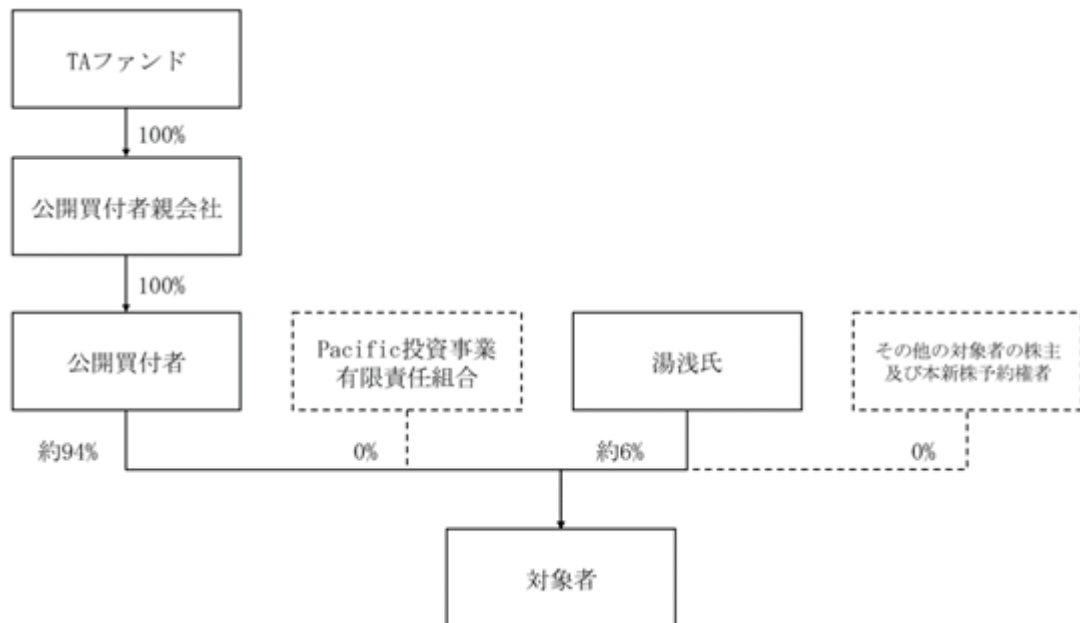 TAファンド
100%
公開買付者親会社
100%
公開買付者
Pacific投資事業
有限責任組合
湯浅氏
その他の対象者の株主
及び本新株予約権者
約94%
0%
約6%
0%
対象者